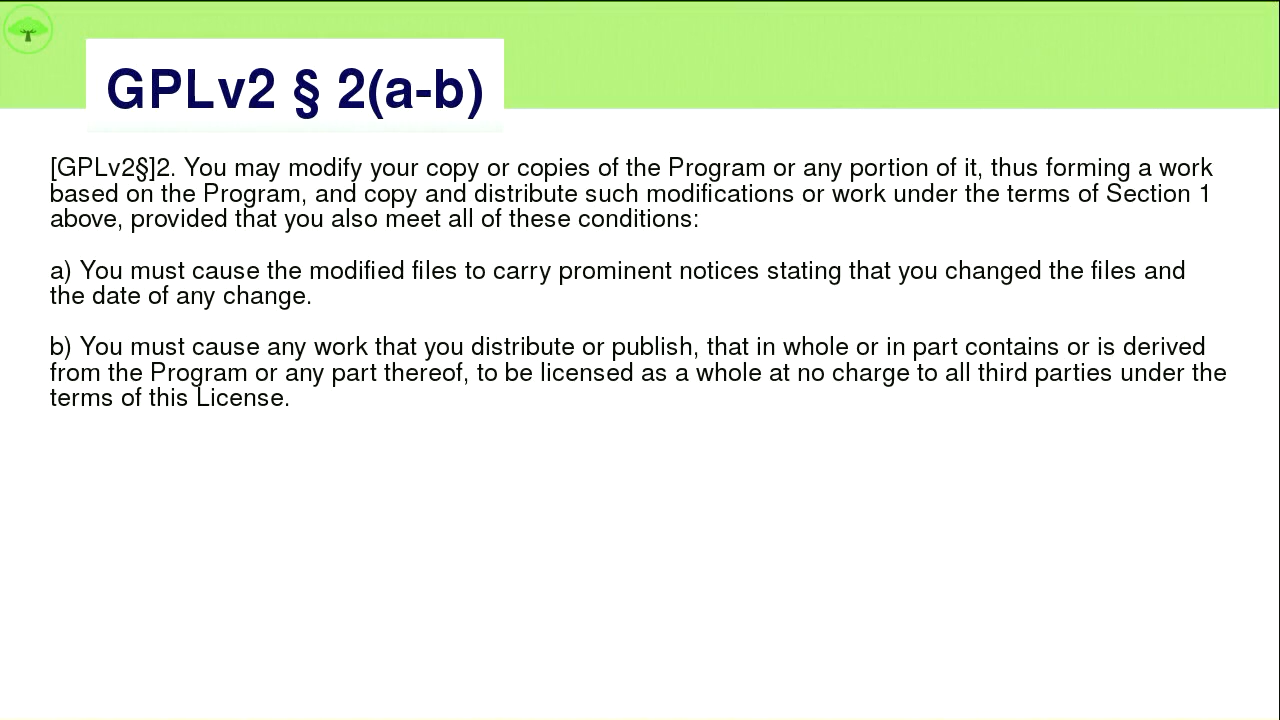 GPLv2 § 2(a-b)
[GPLv2§]2. You may modify your copy or copies of the Program or any portion of it, thus forming a work
based on the Program, and copy and distribute such modifications or work under the terms of Section 1
above, provided that you also meet all of these conditions:
a) You must cause the modified files to carry prominent notices stating that you changed the files and
the date of any change.
b) You must cause any work that you distribute or publish, that in whole or in part contains or is derived
from the Program or any part thereof, to be licensed as a whole at no charge to all third parties under the
terms of this License.